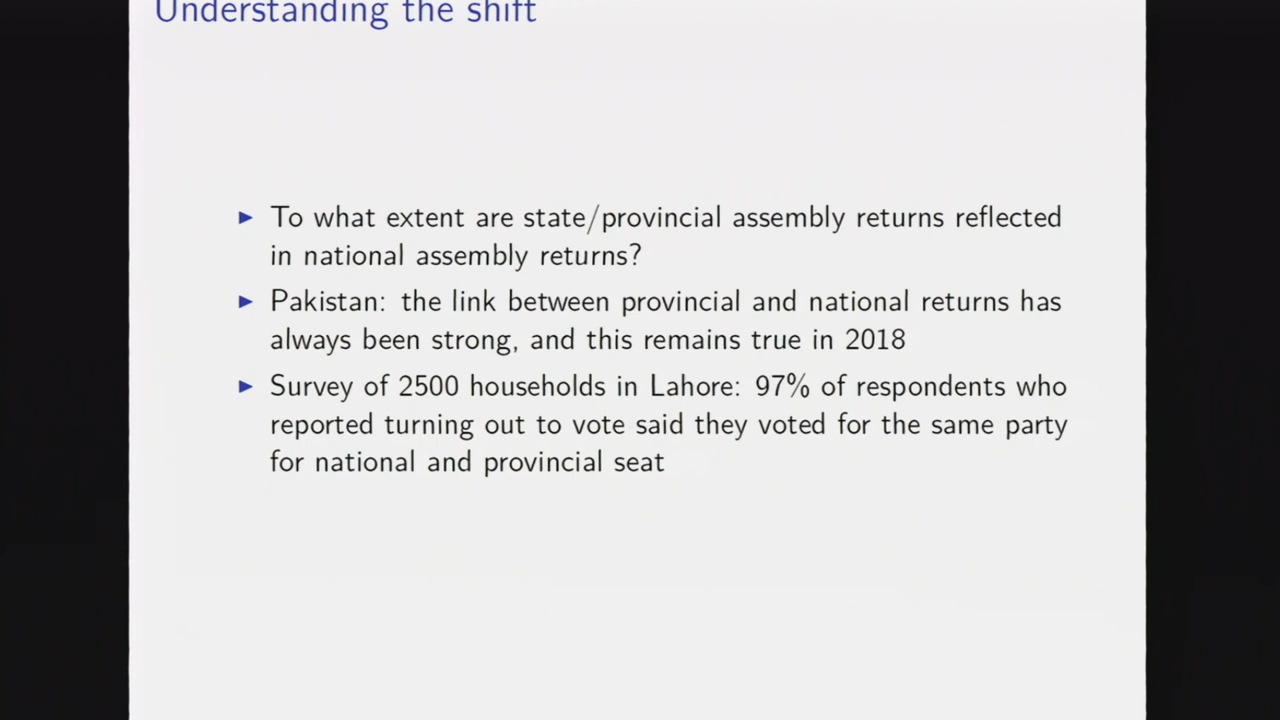 Understanding the shift
▶ To what extent are state/provincial assembly returns reflected
in national assembly returns?
▶ Pakistan: the link between provincial and national returns has
always been strong, and this remains true in 2018
▶ Survey of 2500 households in Lahore: 97% of respondents who
reported turning out to vote said they voted for the same party
for national and provincial seat